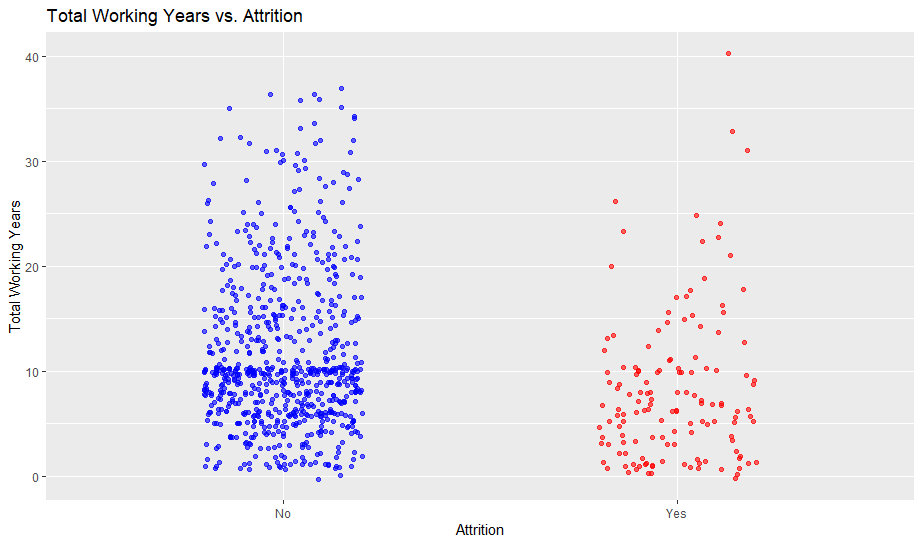 Total Working Years vs. Attrition
Total Working Years
40
30
20
10
0
No
Yes
Attrition